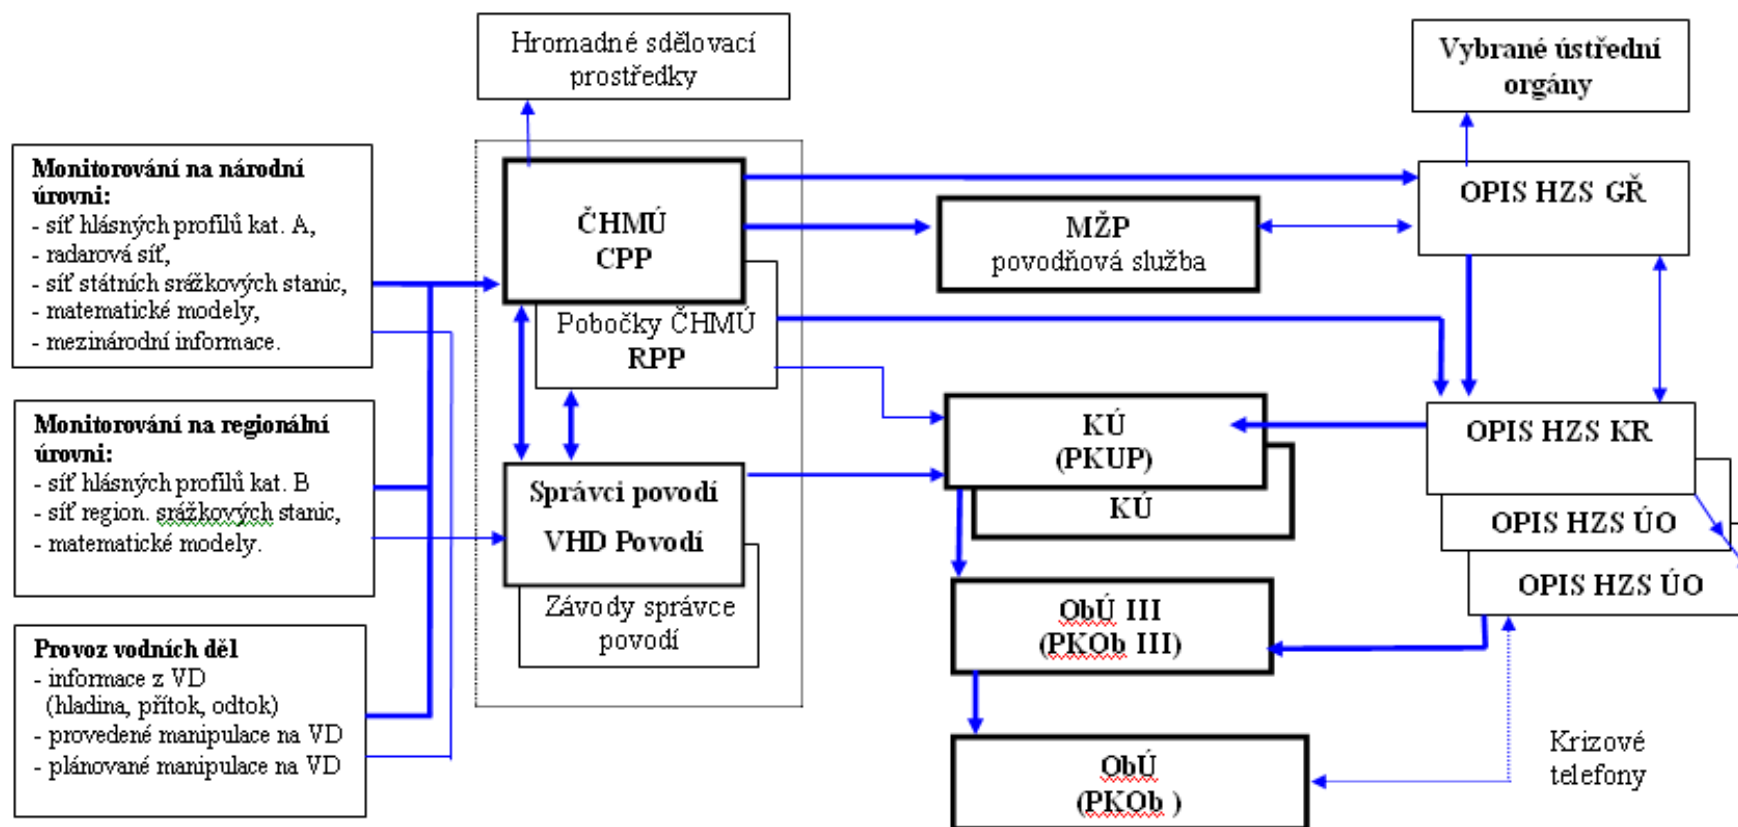 Hromadné sdělovací
prostředky
Vybrané ústřední
orgány
Monitorování na národní
úrovni:
- síť hlásných profilů kat. A,
- radarová síť,
- síť státních srážkových stanic,
- matematické modely,
- mezinárodní informace.
ČHMÚ
CPP
Pobočky ČHMÚ
RPP
MŽP
povodňová služba
OPIS HZS GŘ
Monitorování na regionální
úrovni:
- síť hlásných profilů kat. B
- síť region. srážkových stanic,
- matematické modely.
Správci povodí
VHD Povodí
Závody správce
povodí
KÚ
(PKUP)
KÚ
OPIS HZS KR
OPIS HZS ÚO
OPIS HZS ÚO
Provoz vodních děl
- informace z VD
(hladina, přítok, odtok)
- provedené manipulace na VD
- plánované manipulace na VD
ObÚ III
(PKOb III)
ObÚ
(PKOb )
Krizové
telefony